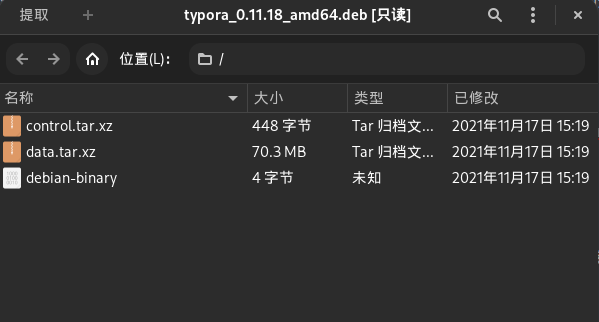 提取
typora_0.11.18_amd64.deb [只读]
位置(L)： /
名称 大小 类型 已修改
control.tar.xz 448 字节 Tar 归档文… 2021年11月17日 15:19
data.tar.xz 70.3 MB Tar 归档文… 2021年11月17日 15:19
debian-binary 4 字节 未知 2021年11月17日 15:19